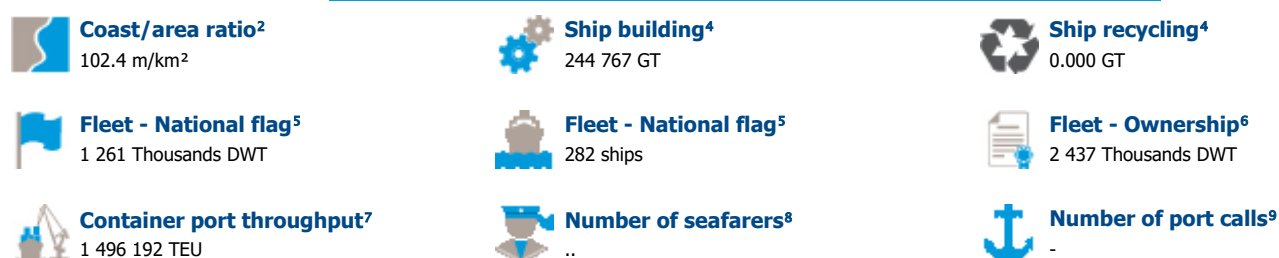 Coast/area ratio²
102.4 m/km²
Ship building⁴
244 767 GT
Ship recycling⁴
0.000 GT
Fleet - National flag⁵
1 261 Thousands DWT
Fleet - National flag⁵
282 ships
Fleet - Ownership⁶
2 437 Thousands DWT
Container port throughput⁷
1 496 192 TEU
Number of seafarers⁸
..
Number of port calls⁹
-